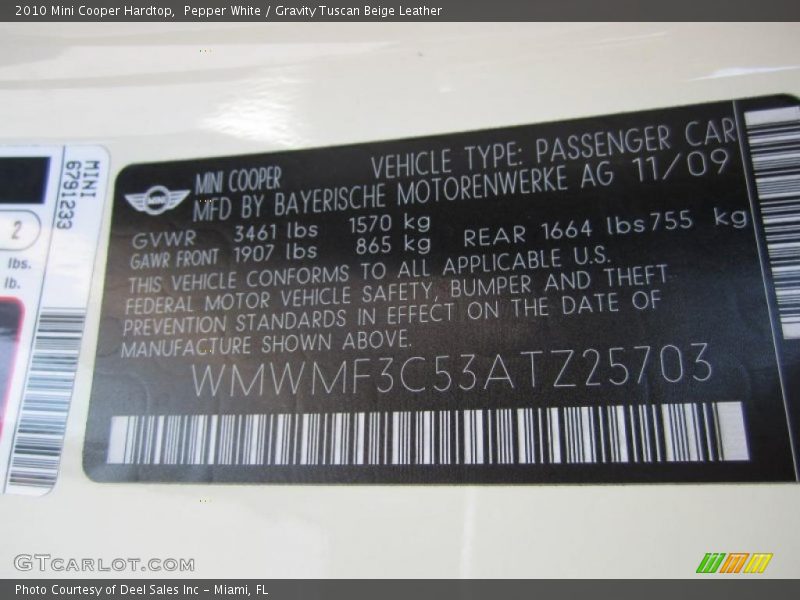 2010 Mini Cooper Hardtop, Pepper White / Gravity Tuscan Beige Leather
MINI
6791233
2
lbs.
lb.
MINI
MINI COOPER
VEHICLE TYPE: PASSENGER CAR
MFD BY BAYERISCHE MOTORENWERKE AG 11/09
GVWR 3461 lbs 1570 kg
GAWR FRONT 1907 lbs 865 kg REAR 1664 lbs 755 kg
THIS VEHICLE CONFORMS TO ALL APPLICABLE U.S.
FEDERAL MOTOR VEHICLE SAFETY, BUMPER AND THEFT
PREVENTION STANDARDS IN EFFECT ON THE DATE OF
MANUFACTURE SHOWN ABOVE.
WMWMF3C53ATZ25703
GTCARLOT.COM
Photo Courtesy of Deel Sales Inc - Miami, FL